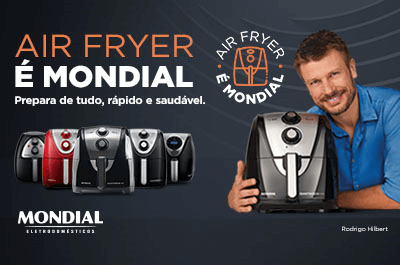 AIR FRYER
É MONDIAL
Prepara de tudo, rápido e saudável.
AIR FRYER
É MONDIAL
MONDIAL
ELETRODOMÉSTICOS
Rodrigo Hilbert